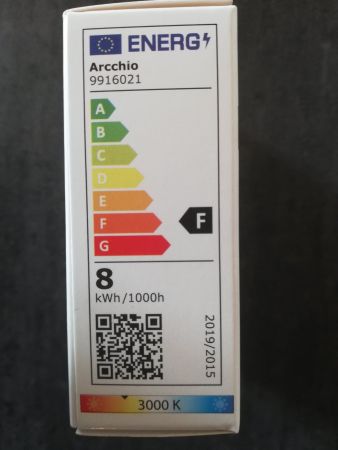 ENERG
Arcchio
9916021
A
B
C
D
E
F
G
F
8
kWh/1000h
2019/2015
3000 K